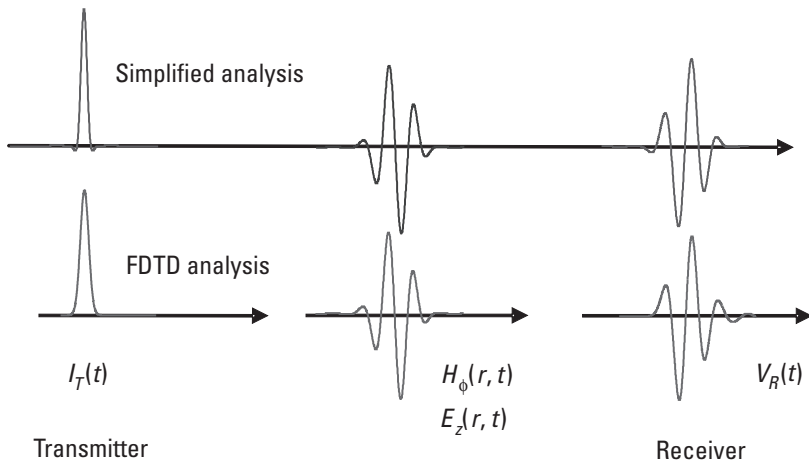 Simplified analysis
FDTD analysis
I_T(t)
H_ϕ(r, t)
V_R(t)
E_z(r, t)
Transmitter
Receiver